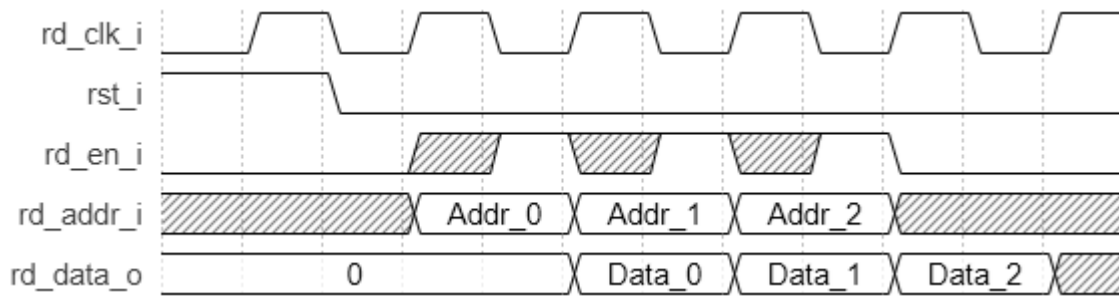 rd_clk_i
rst_i
rd_en_i
rd_addr_i Addr_0 Addr_1 Addr_2
rd_data_o 0 Data_0 Data_1 Data_2